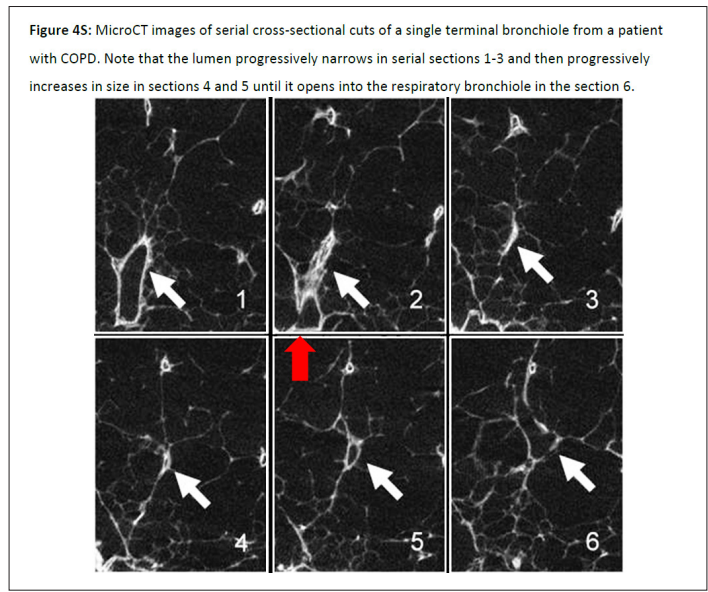 Figure 4S: MicroCT images of serial cross-sectional cuts of a single terminal bronchiole from a patient
with COPD. Note that the lumen progressively narrows in serial sections 1-3 and then progressively
increases in size in sections 4 and 5 until it opens into the respiratory bronchiole in the section 6.
1
2
3
4
5
6